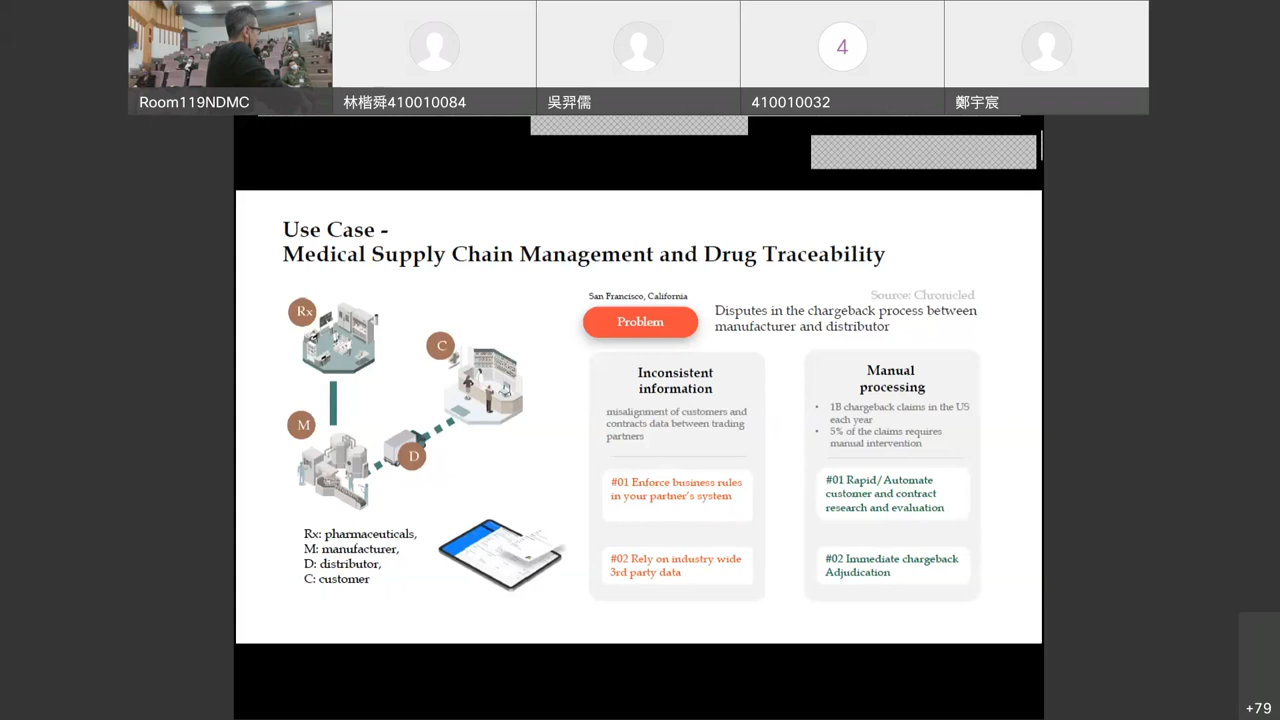 Room119NDMC
林楷舜410010084
吳羿儒
4
410010032
鄭宇宸
Use Case -
Medical Supply Chain Management and Drug Traceability
Rx
C
M
D
Rx: pharmaceuticals,
M: manufacturer,
D: distributor,
C: customer
San Francisco, California
Problem
Source: Chronicled
Disputes in the chargeback process between
manufacturer and distributor
Inconsistent
information
misalignment of customers and
contracts data between trading
partners
#01 Enforce business rules
in your partner's system
#02 Rely on industry wide
3rd party data
Manual
processing
• 1B chargeback claims in the US
each year
• 5% of the claims requires
manual intervention
#01 Rapid/Automate
customer and contract
research and evaluation
#02 Immediate chargeback
Adjudication
+79